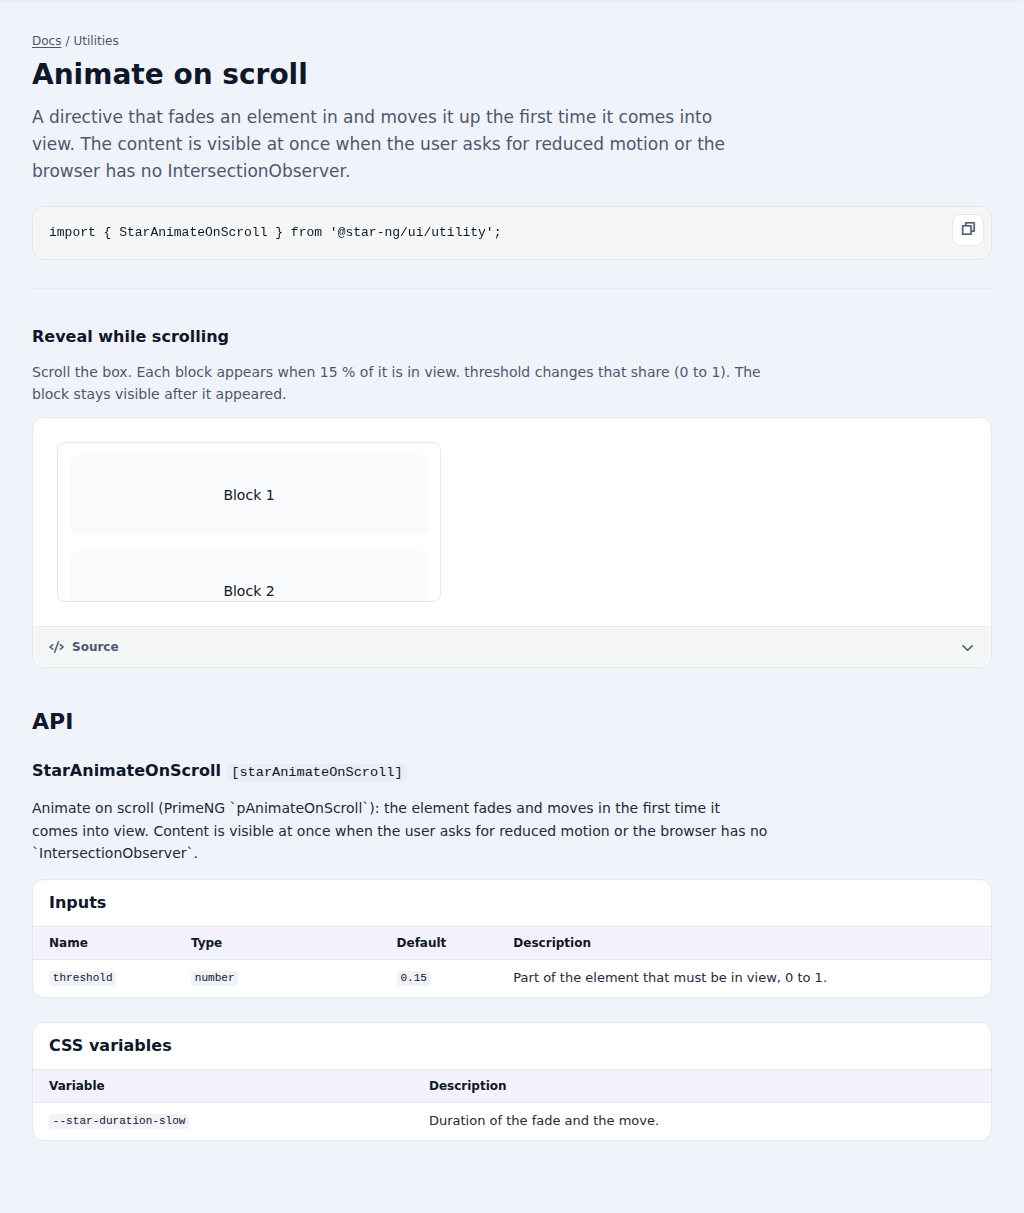 Docs / Utilities
Animate on scroll
A directive that fades an element in and moves it up the first time it comes into
view. The content is visible at once when the user asks for reduced motion or the
browser has no IntersectionObserver.
import { StarAnimateOnScroll } from '@star-ng/ui/utility';
Reveal while scrolling
Scroll the box. Each block appears when 15 % of it is in view. threshold changes that share (0 to 1). The
block stays visible after it appeared.
Block 1
Block 2
Source
API
StarAnimateOnScroll [starAnimateOnScroll]
Animate on scroll (PrimeNG `pAnimateOnScroll`): the element fades and moves in the first time it
comes into view. Content is visible at once when the user asks for reduced motion or the browser has no
`IntersectionObserver`.
Inputs
Name Type Default Description
threshold number 0.15 Part of the element that must be in view, 0 to 1.
CSS variables
Variable Description
--star-duration-slow Duration of the fade and the move.